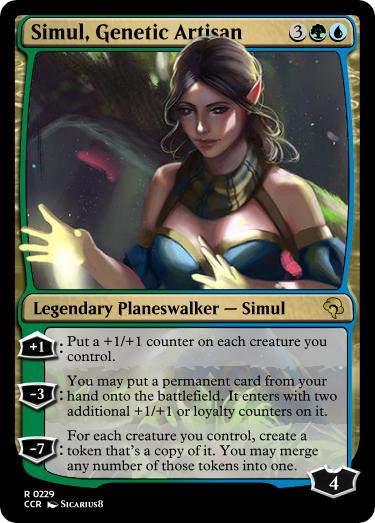 Simul, Genetic Artisan 3
Legendary Planeswalker — Simul
+1: Put a +1/+1 counter on each creature you
control.
-3: You may put a permanent card from your
hand onto the battlefield. It enters with two
additional +1/+1 or loyalty counters on it.
-7: For each creature you control, create a
token that's a copy of it. You may merge
any number of those tokens into one.
4
R 0229
CCR Sicarius8